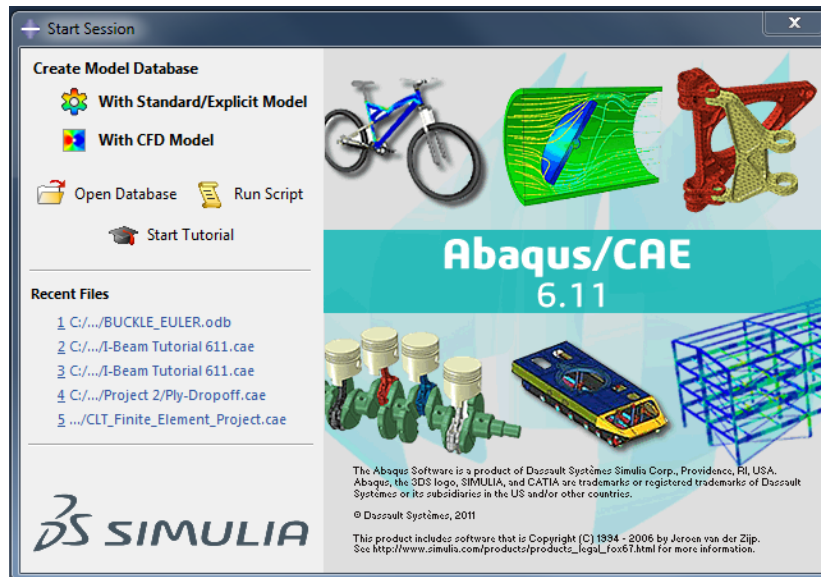 Start Session
Create Model Database
With Standard/Explicit Model
With CFD Model
Open Database Run Script
Start Tutorial
Recent Files
1 C:/.../BUCKLE_EULER.odb
2 C:/.../I-Beam Tutorial 611.cae
3 C:/.../I-Beam Tutorial 611.cae
4 C:/.../Project 2/Ply-Dropoff.cae
5 .../CLT_Finite_Element_Project.cae
DS SIMULIA
Abaqus/CAE
6.11
The Abaqus Software is a product of Dassault Systèmes Simulia Corp., Providence, RI, USA.
Abaqus, the 3DS logo, SIMULIA, and CATIA are trademarks or registered trademarks of Dassault
Systèmes or its subsidiaries in the US and/or other countries.
© Dassault Systèmes, 2011
This product includes software that is Copyright (C) 1994 - 2006 by Jeroen van der Zijp.
See http://www.simulia.com/products/products_legal_fox67.html for more information.